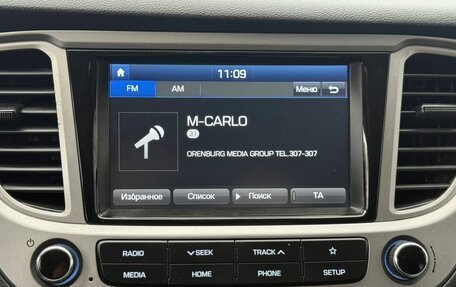 11:09
FM AM Меню
M-CARLO
31
ORENBURG MEDIA GROUP TEL.307-307
Избранное Список Поиск TA
RADIO SEEK TRACK
MEDIA HOME PHONE SETUP